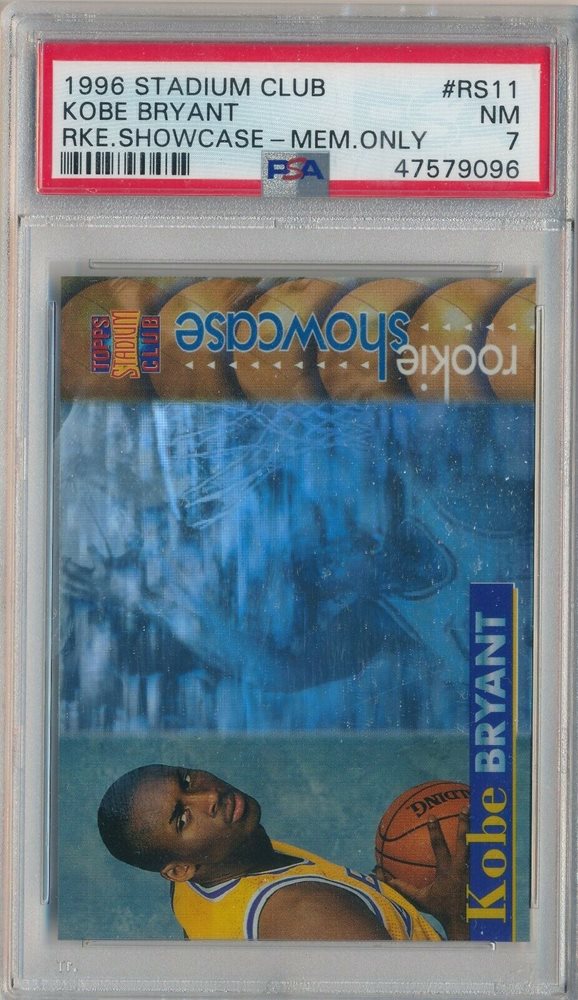 1996 STADIUM CLUB #RS11
KOBE BRYANT NM
RKE.SHOWCASE-MEM.ONLY 7
PSA 47579096
TOPPS
STADIUM
CLUB
rookie
showcase
Kobe BRYANT